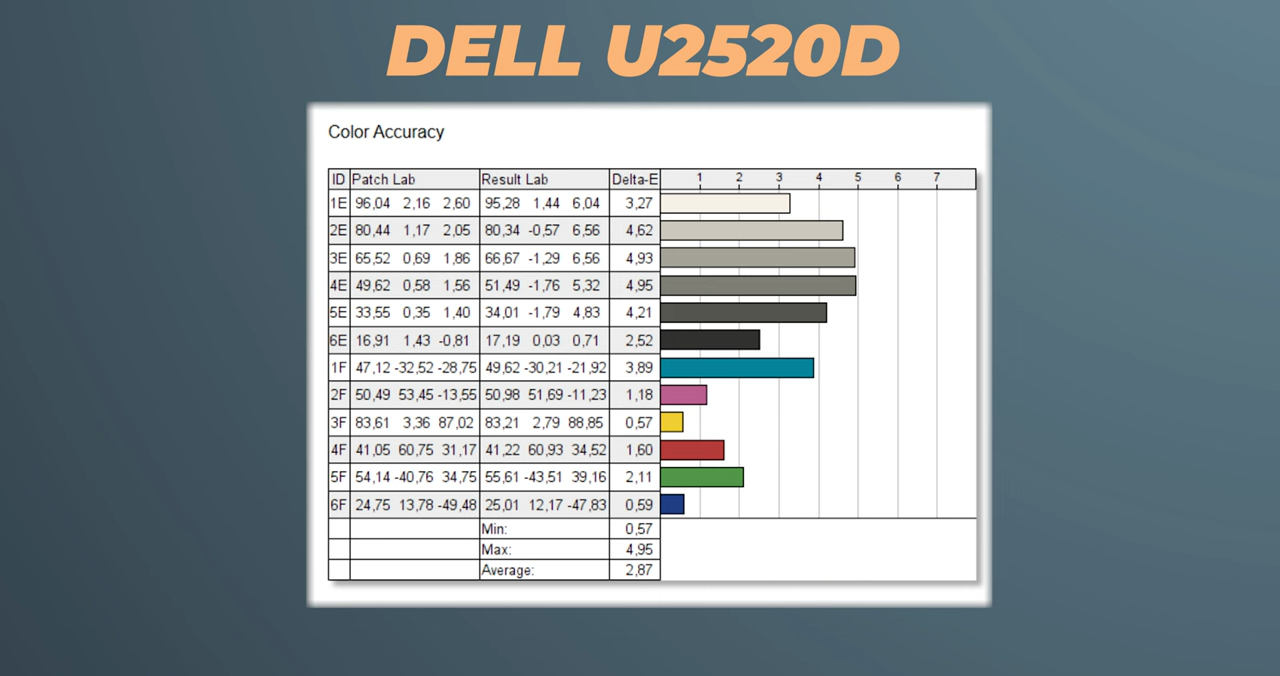 DELL U2520D
Color Accuracy
ID Patch Lab Result Lab Delta-E 1 2 3 4 5 6 7
1E 96,04 2,16 2,60 95,28 1,44 6,04 3,27
2E 80,44 1,17 2,05 80,34 -0,57 6,56 4,62
3E 65,52 0,69 1,86 66,67 -1,29 6,56 4,93
4E 49,62 0,58 1,56 51,49 -1,76 5,32 4,95
5E 33,55 0,35 1,40 34,01 -1,79 4,83 4,21
6E 16,91 1,43 -0,81 17,19 0,03 0,71 2,52
1F 47,12 -32,52 -28,75 49,62 -30,21 -21,92 3,89
2F 50,49 53,45 -13,55 50,98 51,69 -11,23 1,18
3F 83,61 3,36 87,02 83,21 2,79 88,85 0,57
4F 41,05 60,75 31,17 41,22 60,93 34,52 1,60
5F 54,14 -40,76 34,75 55,61 -43,51 39,16 2,11
6F 24,75 13,78 -49,48 25,01 12,17 -47,83 0,59
Min: 0,57
Max: 4,95
Average: 2,87